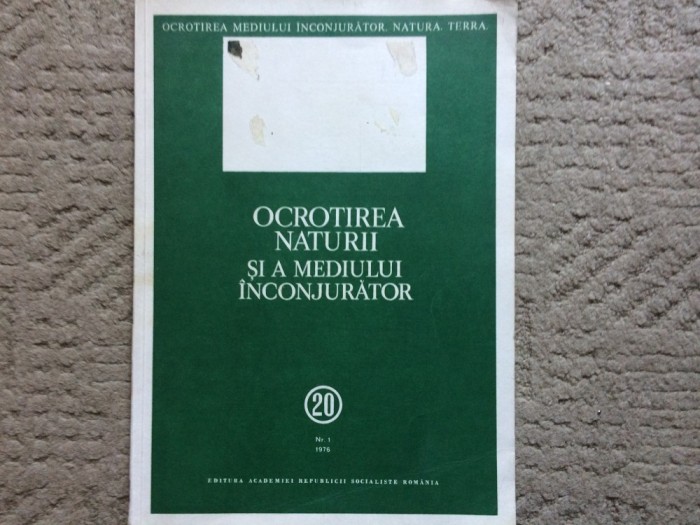 OCROTIREA MEDIULUI ÎNCONJURĂTOR. NATURA. TERRA.
OCROTIREA
NATURII
ȘI A MEDIULUI
ÎNCONJURĂTOR
20
Nr. 1
1976
EDITURA ACADEMIEI REPUBLICII SOCIALISTE ROMÂNIA